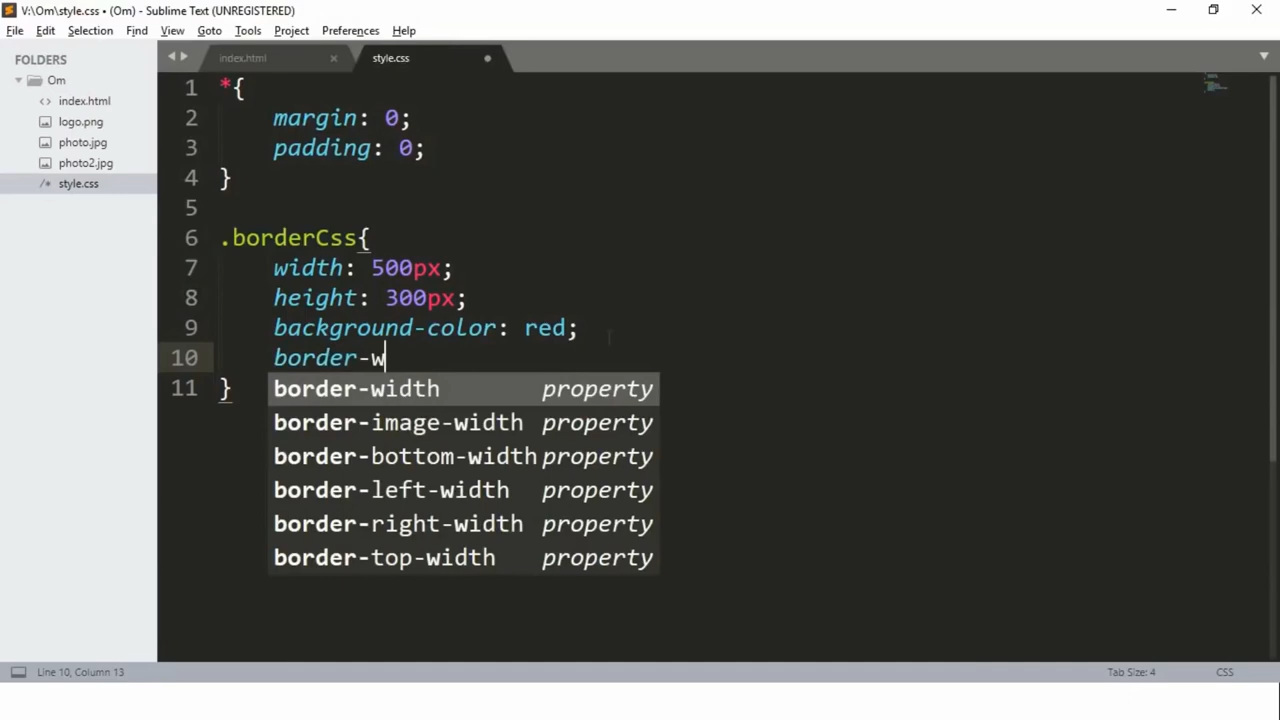 V:\Om\style.css • (Om) - Sublime Text (UNREGISTERED)
File Edit Selection Find View Goto Tools Project Preferences Help
FOLDERS
Om
index.html
logo.png
photo.jpg
photo2.jpg
style.css
index.html × style.css
1 *{
2 margin: 0;
3 padding: 0;
4 }
5
6 .borderCss{
7 width: 500px;
8 height: 300px;
9 background-color: red;
10 border-w
11 }
border-width property
border-image-width property
border-bottom-width property
border-left-width property
border-right-width property
border-top-width property
Line 10, Column 13 Tab Size: 4 CSS